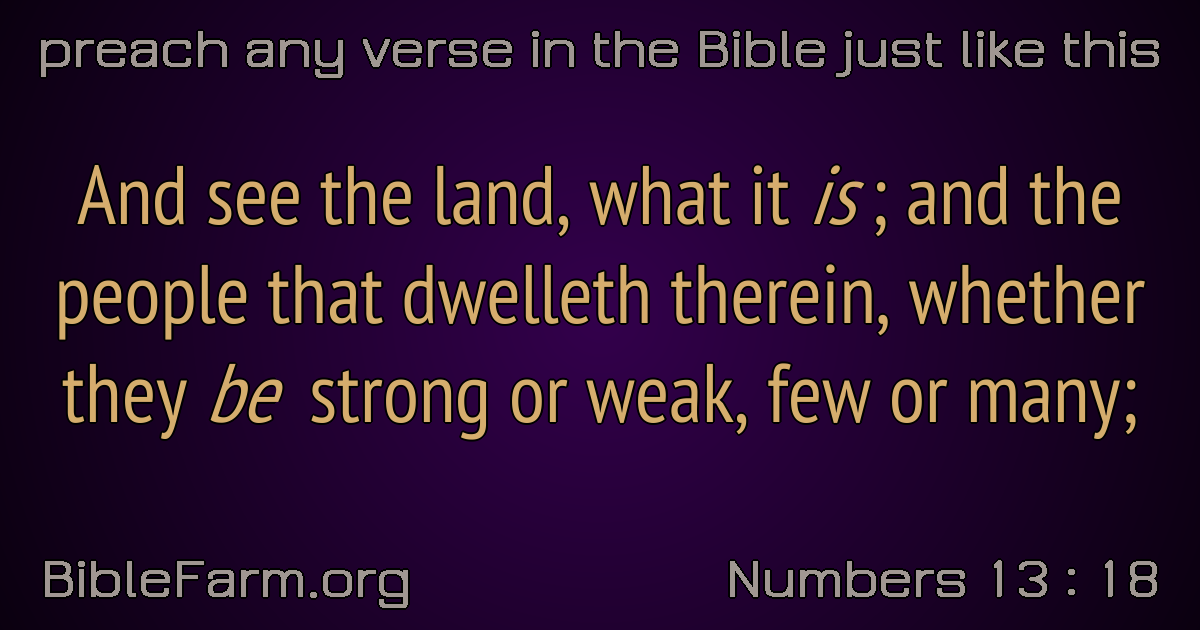 preach any verse in the Bible just like this
And see the land, what it is; and the
people that dwelleth therein, whether
they be strong or weak, few or many;
BibleFarm.org
Numbers 13 : 18